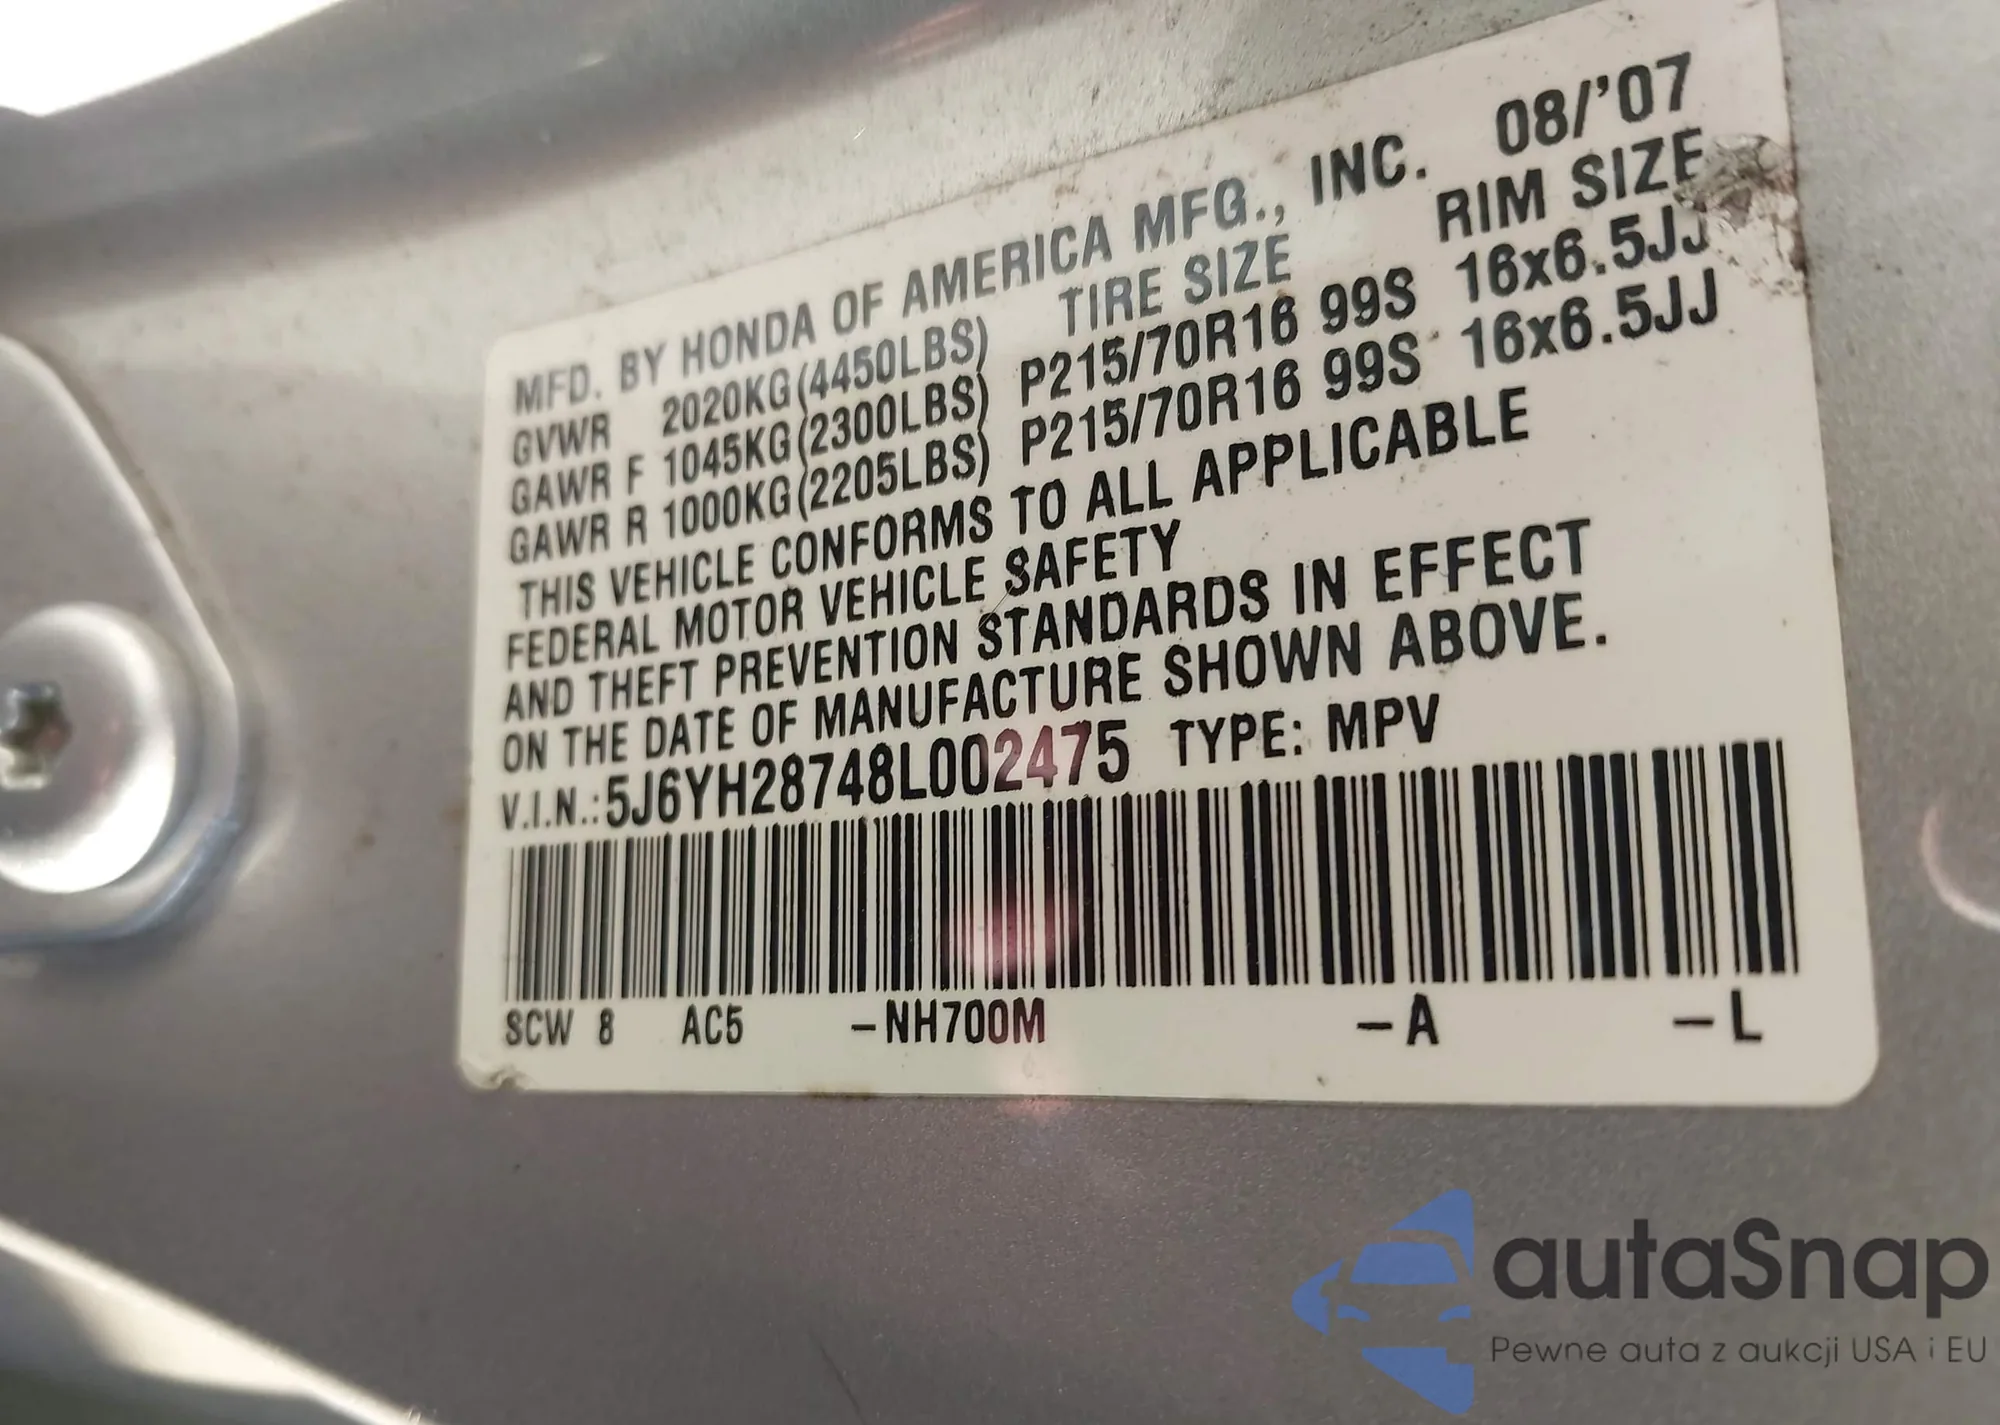 MFD. BY HONDA OF AMERICA MFG., INC. 08/'07
GVWR 2020KG(4450LBS) TIRE SIZE RIM SIZE
GAWR F 1045KG(2300LBS) P215/70R16 99S 16x6.5JJ
GAWR R 1000KG(2205LBS) P215/70R16 99S 16x6.5JJ
THIS VEHICLE CONFORMS TO ALL APPLICABLE
FEDERAL MOTOR VEHICLE SAFETY
AND THEFT PREVENTION STANDARDS IN EFFECT
ON THE DATE OF MANUFACTURE SHOWN ABOVE.
V.I.N.: 5J6YH28748L002475 TYPE: MPV
SCW 8 AC5 -NH700M -A -L
autaSnap
Pewne auta z aukcji USA i EU